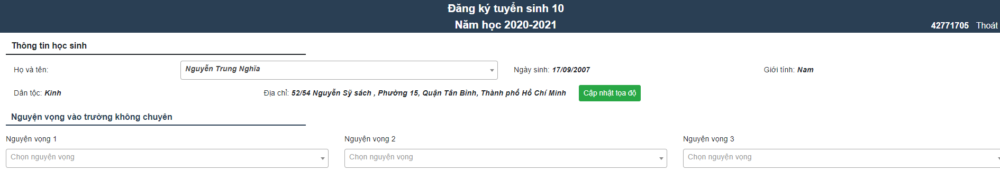 Đăng ký tuyển sinh 10
Năm học 2020-2021
42771705 Thoát
Thông tin học sinh
Họ và tên: Nguyễn Trung Nghĩa Ngày sinh: 17/09/2007 Giới tính: Nam
Dân tộc: Kinh Địa chỉ: 52/54 Nguyễn Sỹ sách , Phường 15, Quận Tân Bình, Thành phố Hồ Chí Minh Cập nhật tọa độ
Nguyện vọng vào trường không chuyên
Nguyện vọng 1 Nguyện vọng 2 Nguyện vọng 3
Chọn nguyện vọng Chọn nguyện vọng Chọn nguyện vọng